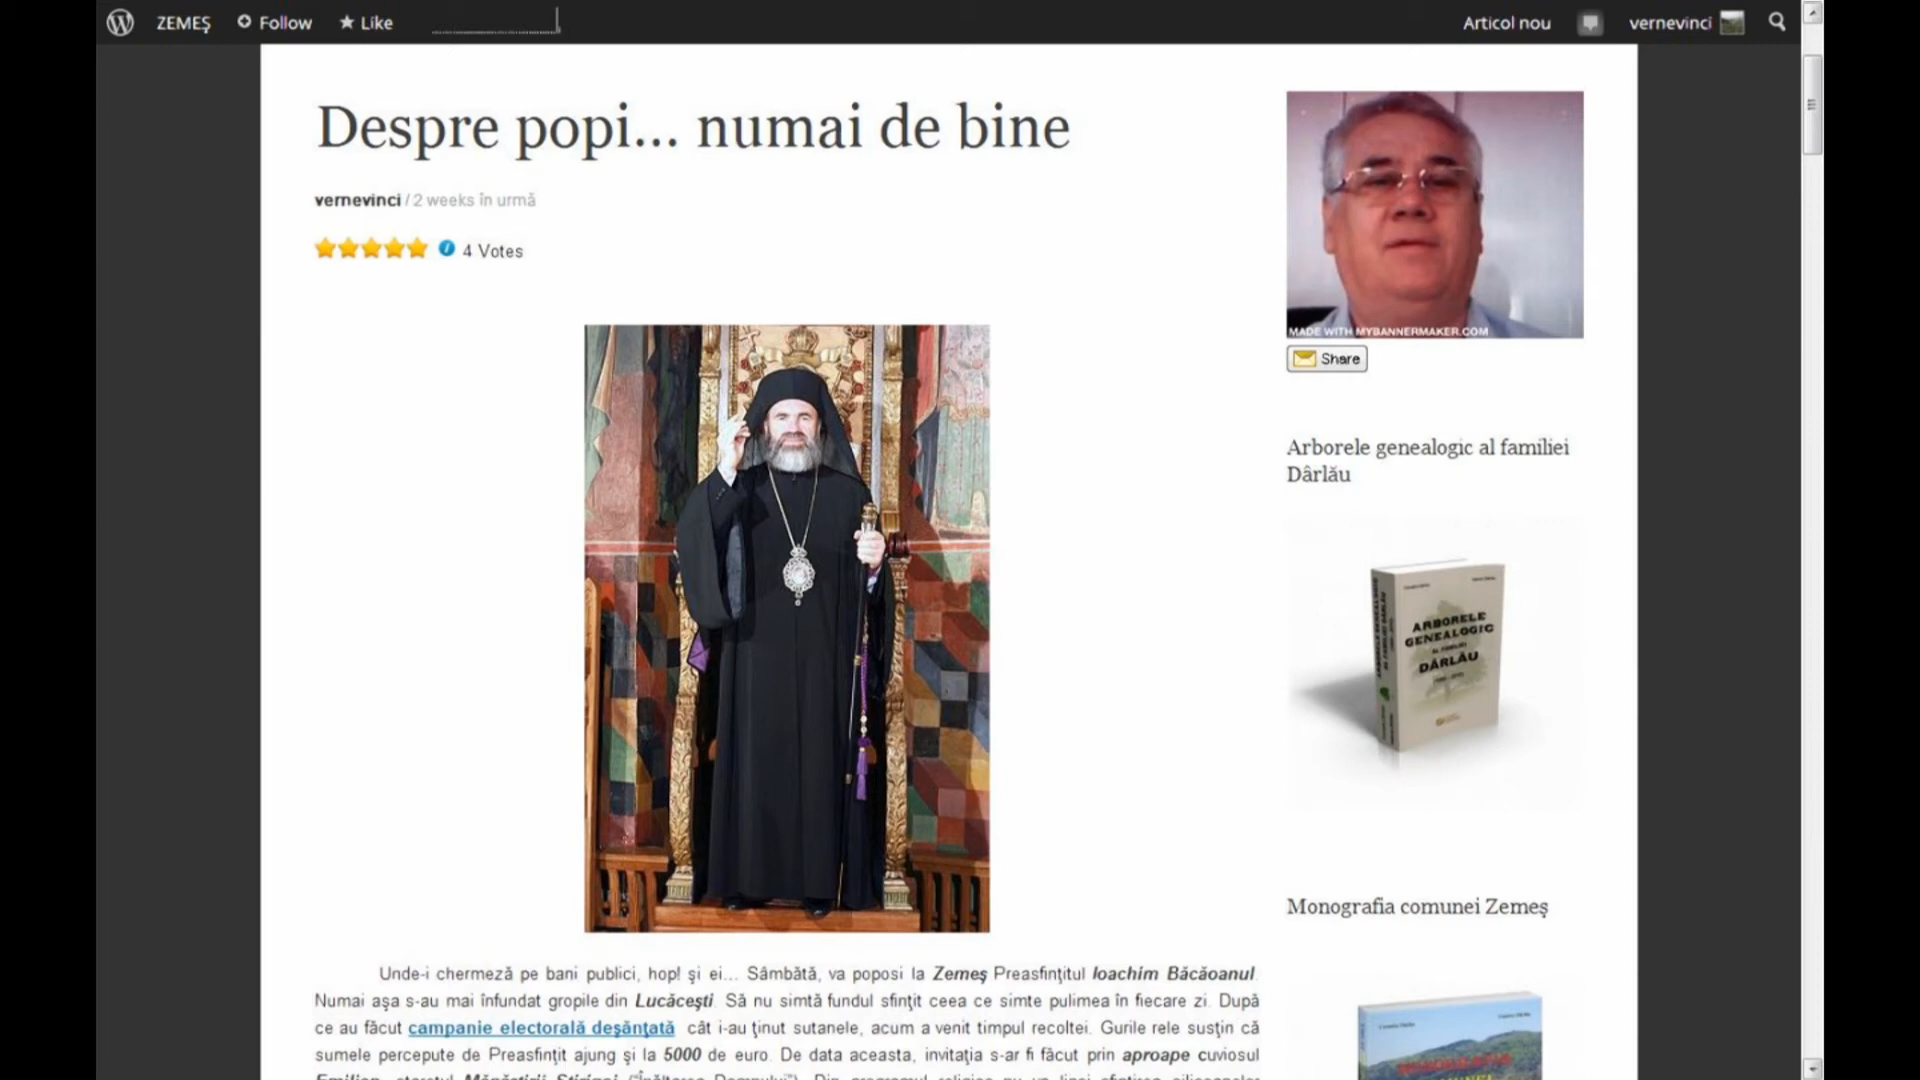 ZEMEŞ Follow Like
Articol nou vernevinci
Despre popi... numai de bine
vernevinci / 2 weeks în urmă
4 Votes
MADE WITH MYBANNERMAKER.COM
Share
Arborele genealogic al familiei
Dârlău
ARBORELE
GENEALOGIC
DÂRLĂU
Monografia comunei Zemeş
Unde-i chermeză pe bani publici, hop! şi ei... Sâmbătă, va poposi la Zemeş Preasfinţitul Ioachim Băcăoanul.
Numai aşa s-au mai înfundat gropile din Lucăceşti. Să nu simtă fundul sfinţit ceea ce simte pulimea în fiecare zi. După
ce au făcut campanie electorală deşănţată cât i-au ţinut sutanele, acum a venit timpul recoltei. Gurile rele susţin că
sumele percepute de Preasfinţit ajung şi la 5000 de euro. De data aceasta, invitaţia s-ar fi făcut prin aproape cuviosul